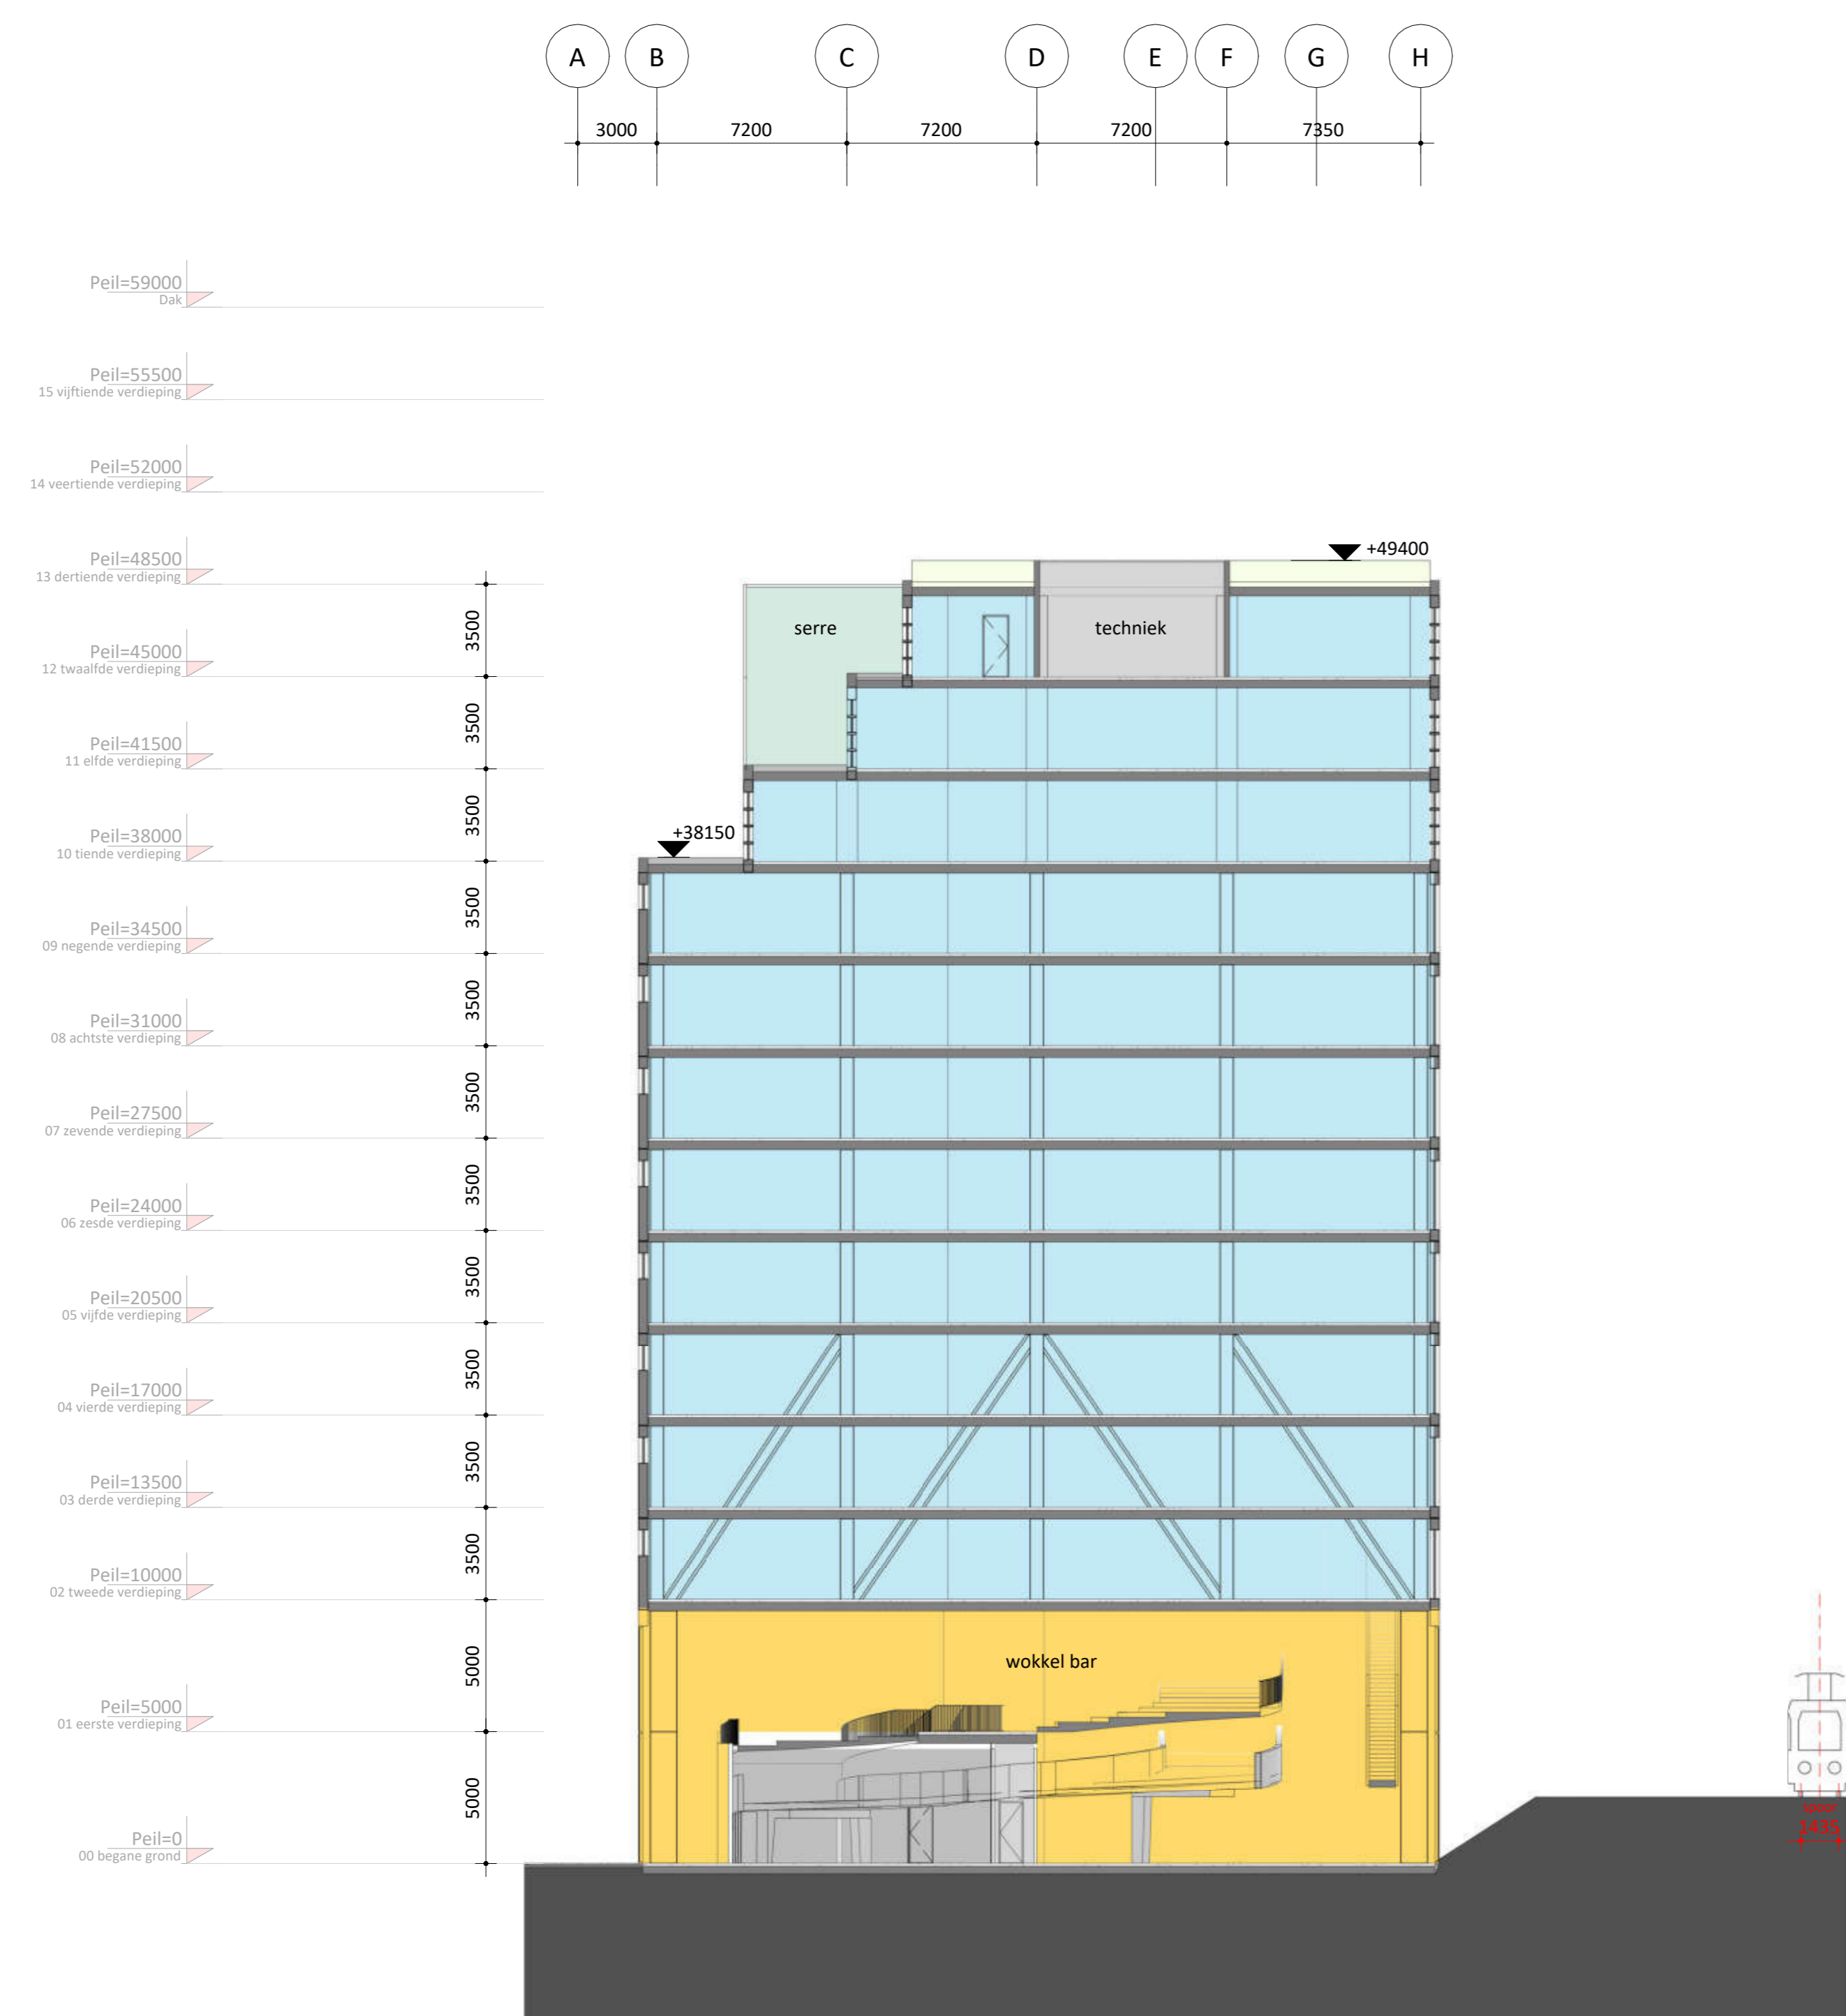 A B C D E F G H
3000 7200 7200 7200 7350
Peil=59000
Dak
Peil=55500
15 vijftiende verdieping
Peil=52000
14 veertiende verdieping
Peil=48500
13 dertiende verdieping
+49400
3500
serre
techniek
Peil=45000
12 twaalfde verdieping
3500
Peil=41500
11 elfde verdieping
3500
+38150
Peil=38000
10 tiende verdieping
3500
Peil=34500
09 negende verdieping
3500
Peil=31000
08 achtste verdieping
3500
Peil=27500
07 zevende verdieping
3500
Peil=24000
06 zesde verdieping
3500
Peil=20500
05 vijfde verdieping
3500
Peil=17000
04 vierde verdieping
3500
Peil=13500
03 derde verdieping
3500
Peil=10000
02 tweede verdieping
5000
wokkel bar
Peil=5000
01 eerste verdieping
5000
spoor
1435
Peil=0
00 begane grond